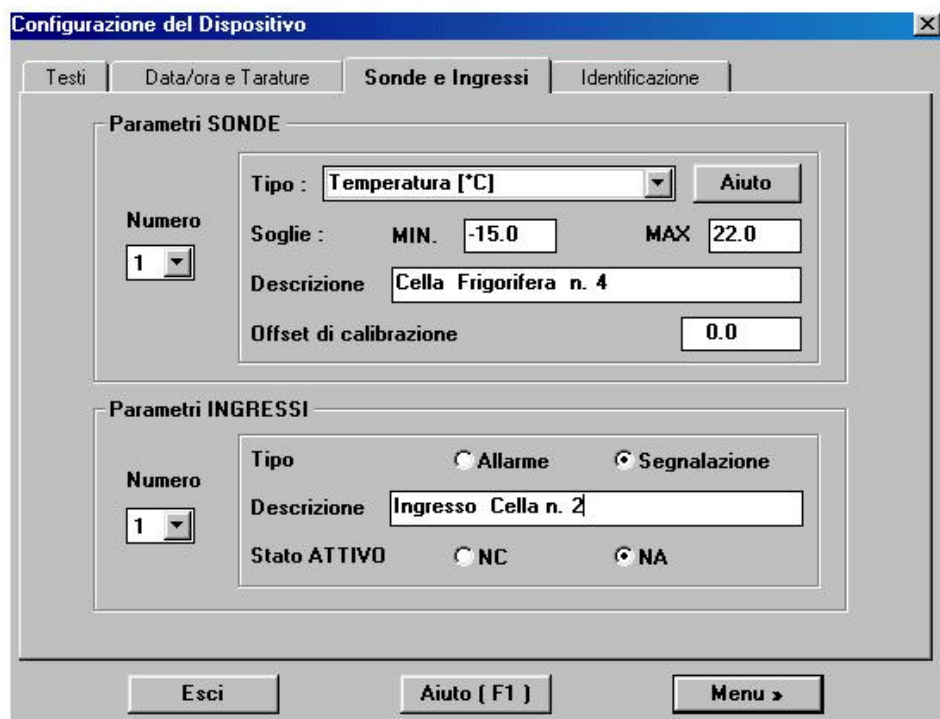 Configurazione del Dispositivo
Testi Data/ora e Tarature Sonde e Ingressi Identificazione
Parametri SONDE
Tipo : Temperatura [°C] Aiuto
Numero
1
Soglie : MIN. -15.0 MAX 22.0
Descrizione Cella Frigorifera n. 4
Offset di calibrazione 0.0
Parametri INGRESSI
Tipo Allarme Segnalazione
Numero
1
Descrizione Ingresso Cella n. 2
Stato ATTIVO NC NA
Esci Aiuto ( F1 ) Menu »